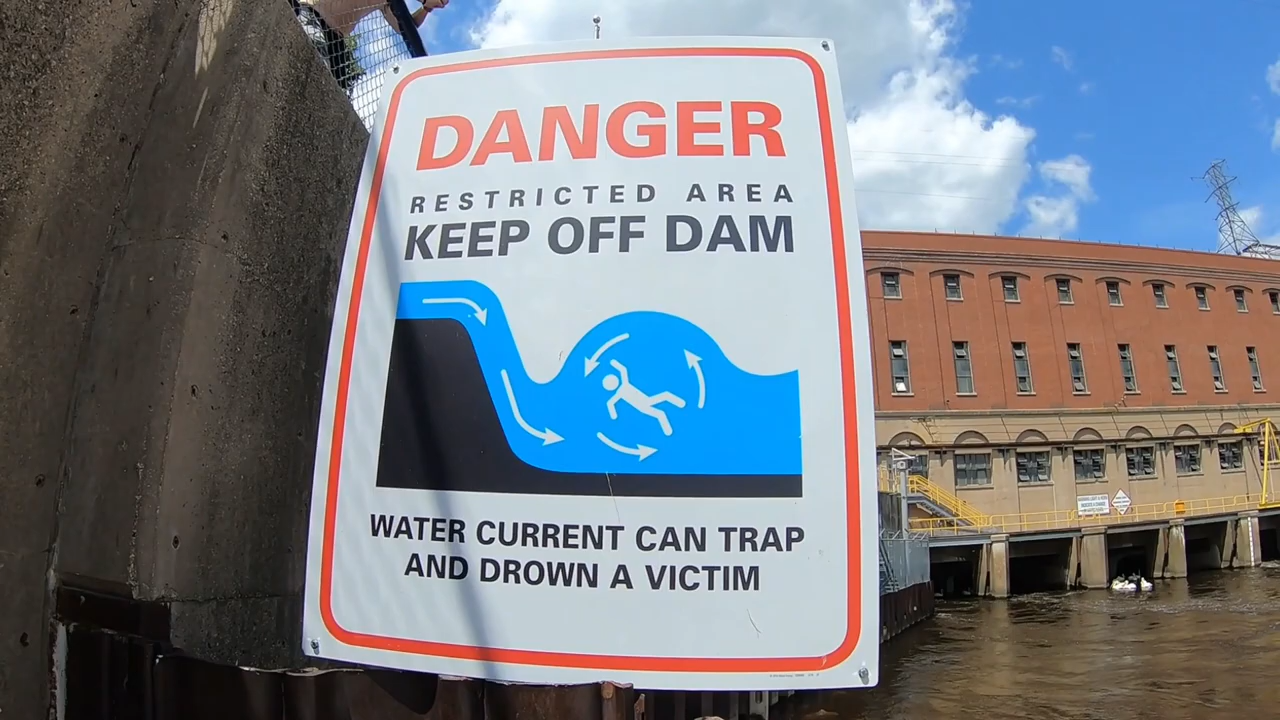 DANGER
RESTRICTED AREA
KEEP OFF DAM
WATER CURRENT CAN TRAP
AND DROWN A VICTIM